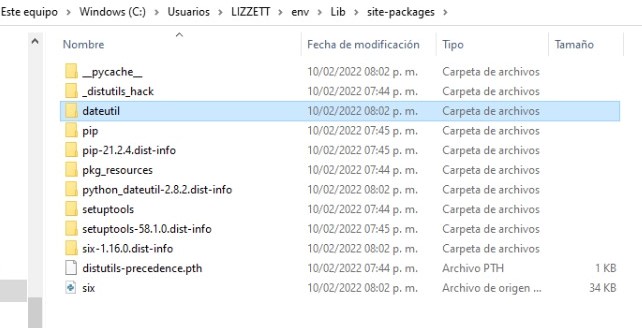 Este equipo > Windows (C:) > Usuarios > LIZZETT > env > Lib > site-packages >
Nombre Fecha de modificación Tipo Tamaño
__pycache__ 10/02/2022 08:02 p. m. Carpeta de archivos
_distutils_hack 10/02/2022 07:44 p. m. Carpeta de archivos
dateutil 10/02/2022 08:02 p. m. Carpeta de archivos
pip 10/02/2022 07:45 p. m. Carpeta de archivos
pip-21.2.4.dist-info 10/02/2022 07:45 p. m. Carpeta de archivos
pkg_resources 10/02/2022 07:44 p. m. Carpeta de archivos
python_dateutil-2.8.2.dist-info 10/02/2022 08:02 p. m. Carpeta de archivos
setuptools 10/02/2022 07:44 p. m. Carpeta de archivos
setuptools-58.1.0.dist-info 10/02/2022 07:45 p. m. Carpeta de archivos
six-1.16.0.dist-info 10/02/2022 08:02 p. m. Carpeta de archivos
distutils-precedence.pth 10/02/2022 07:44 p. m. Archivo PTH 1 KB
six 10/02/2022 08:02 p. m. Archivo de origen ... 34 KB